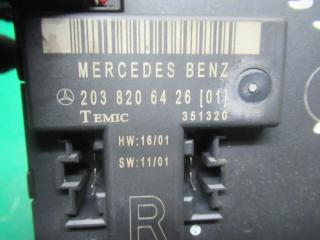 MERCEDES BENZ
203 820 64 26 [01]
TEMIC 351320
HW:16/01
SW:11/01
R